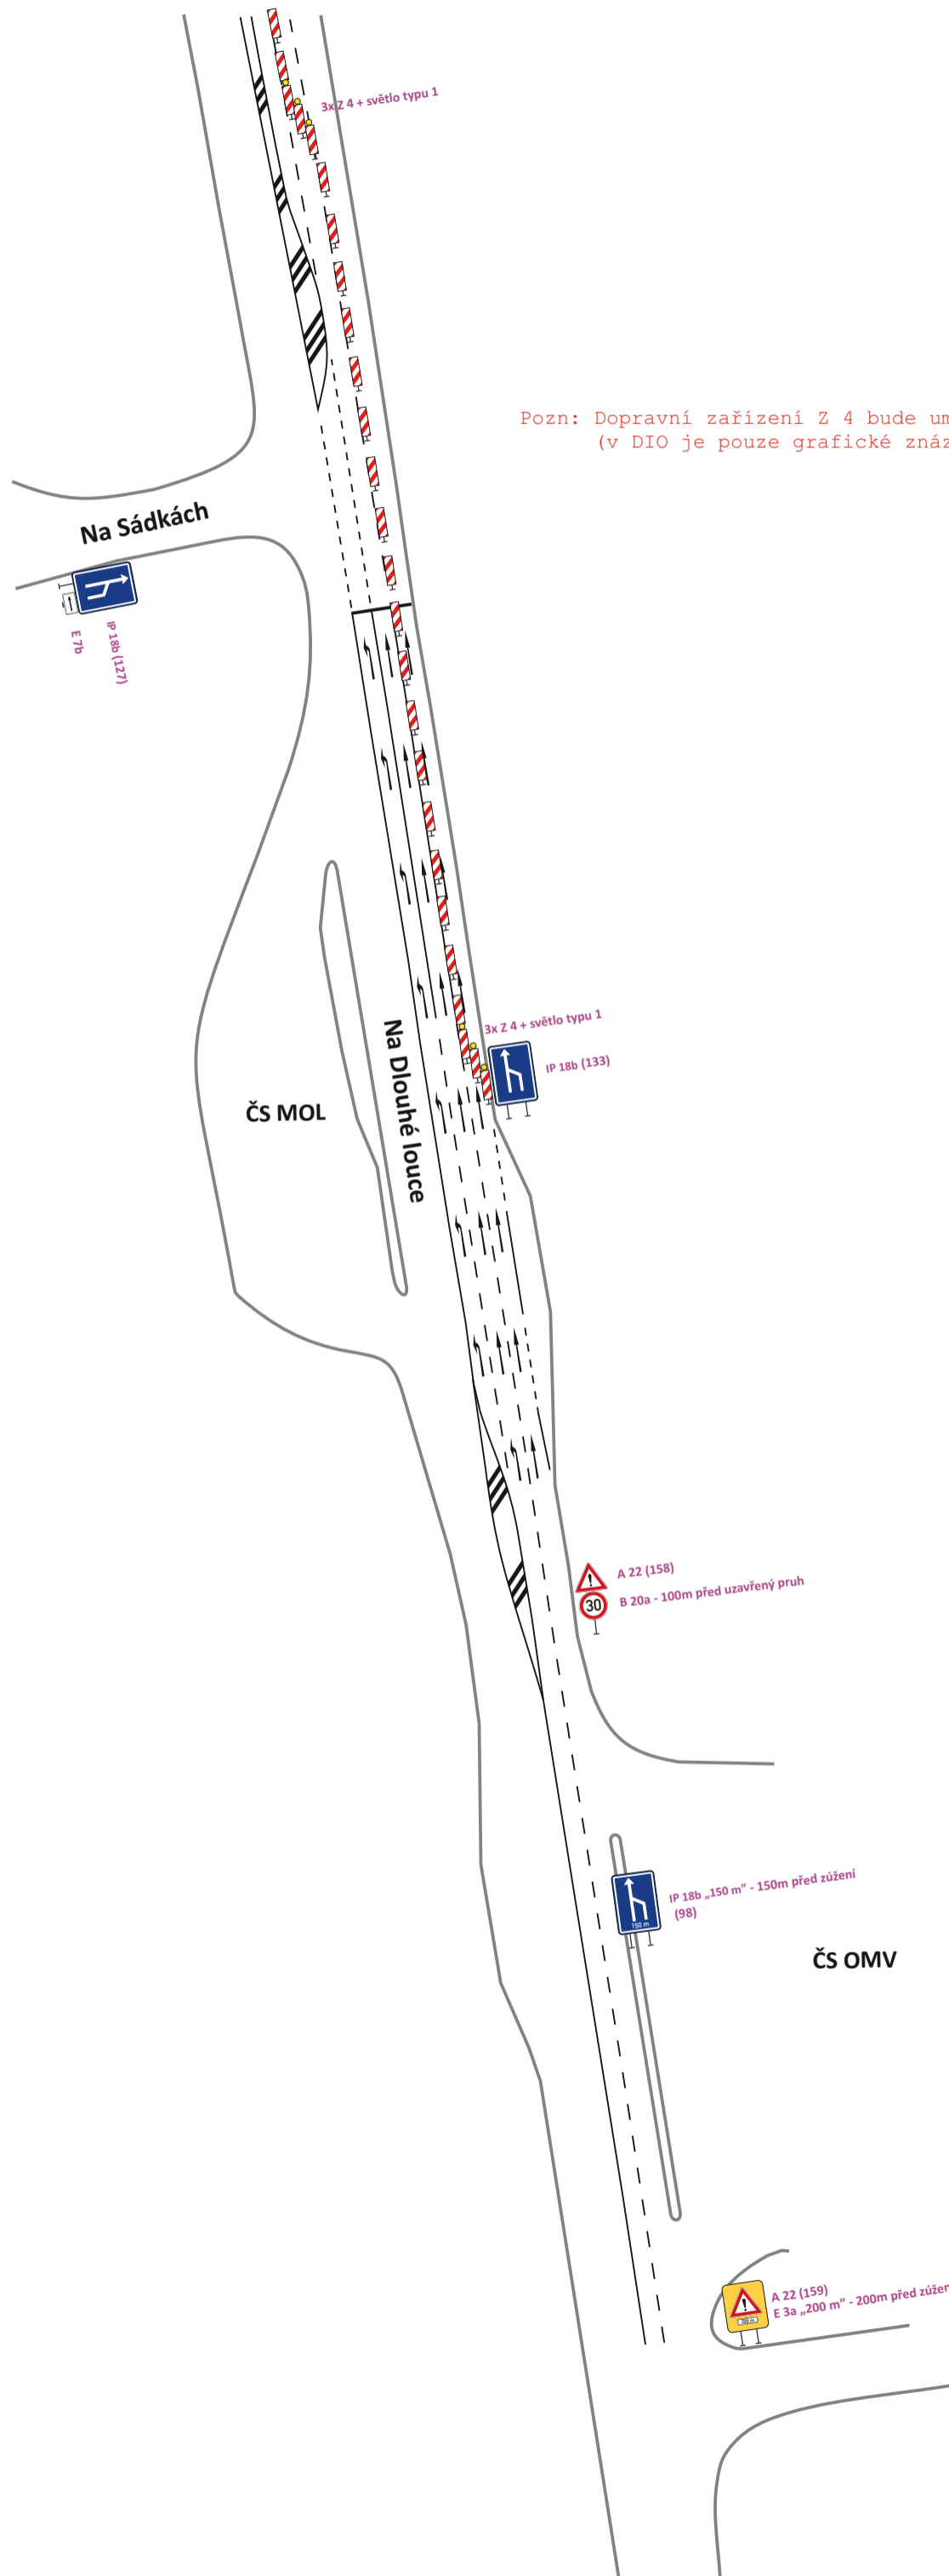 3x Z 4 + světlo typu 1
Pozn: Dopravní zařízení Z 4 bude um
(v DIO je pouze grafické znáz
Na Sádkách
E 7b
IP 18b (127)
3x Z 4 + světlo typu 1
IP 18b (133)
Na Dlouhé louce
ČS MOL
A 22 (158)
30
B 20a - 100m před uzavřený pruh
IP 18b „150 m" - 150m před zúžení
(98)
150 m
ČS OMV
A 22 (159)
E 3a „200 m" - 200m před zúžen